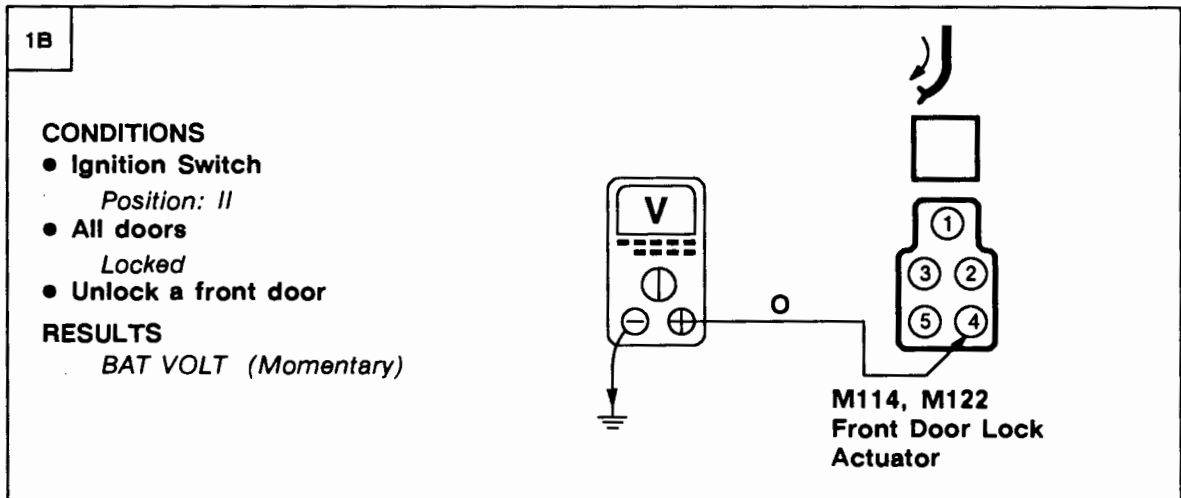 1B
CONDITIONS
● Ignition Switch
Position: II
● All doors
Locked
● Unlock a front door
RESULTS
BAT VOLT (Momentary)
V
O
1
3 2
5 4
M114, M122
Front Door Lock
Actuator